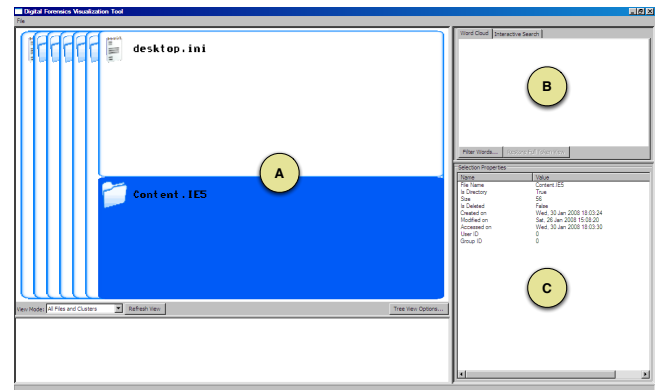 Digital Forensics Visualization Tool
File
desktop.ini
A
Content.IE5
View Mode: All Files and Clusters Refresh View Tree View Options...
Word Cloud Interactive Search
B
Filter Words...
Selection Properties
Name Value
File Name Content.IE5
Is Directory True
Size 56
Is Deleted False
Created on Wed, 30 Jan 2008 18:03:24
Modified on Sat, 26 Jan 2008 15:08:20
Accessed on Wed, 30 Jan 2008 18:03:30
User ID 0
Group ID 0
C